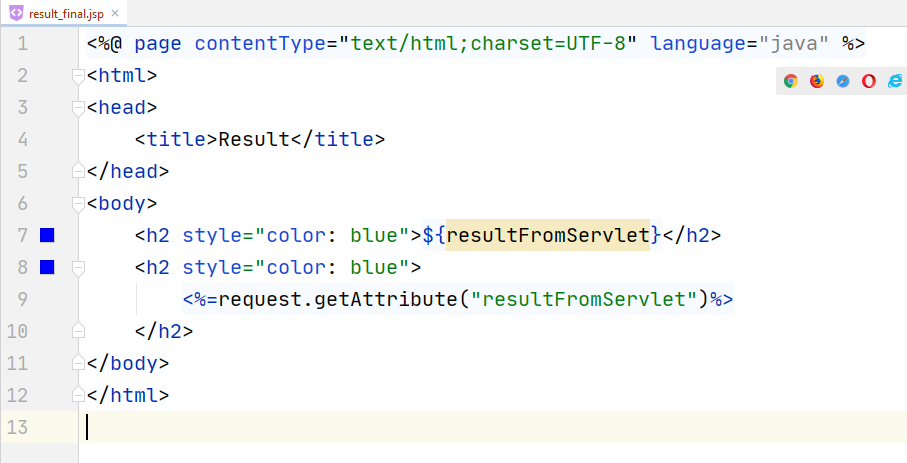 result_final.jsp ×
1 <%@ page contentType="text/html;charset=UTF-8" language="java" %>
2 <html>
3 <head>
4     <title>Result</title>
5 </head>
6 <body>
7     <h2 style="color: blue">${resultFromServlet}</h2>
8     <h2 style="color: blue">
9         <%=request.getAttribute("resultFromServlet")%>
10     </h2>
11 </body>
12 </html>
13